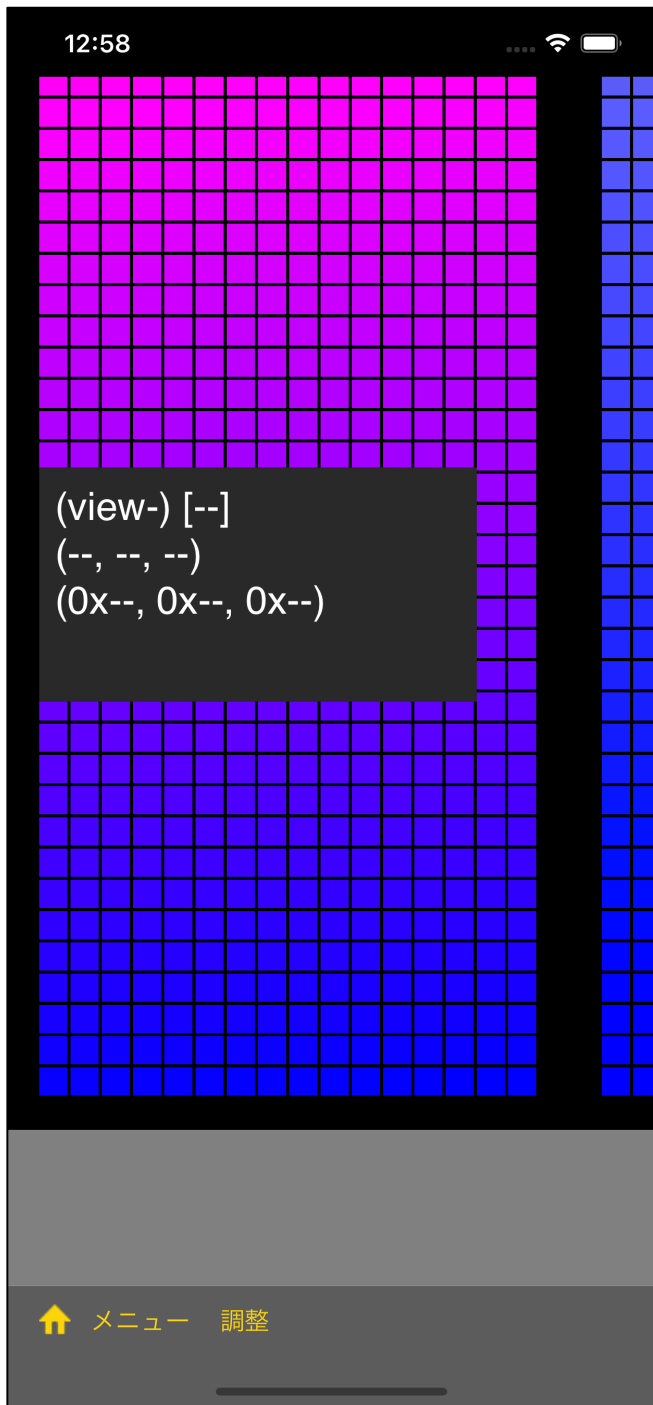 12:58
(view-) [--]
(--, --, --)
(0x--, 0x--, 0x--)
メニュー 調整